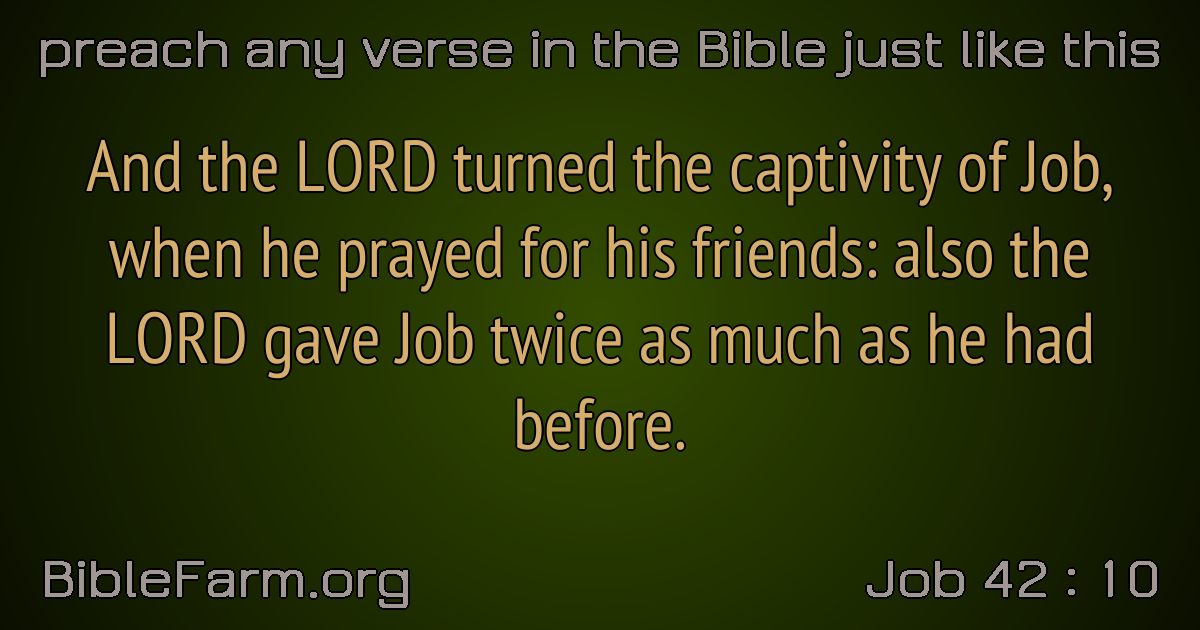 preach any verse in the Bible just like this
And the LORD turned the captivity of Job,
when he prayed for his friends: also the
LORD gave Job twice as much as he had
before.
BibleFarm.org
Job 42 : 10